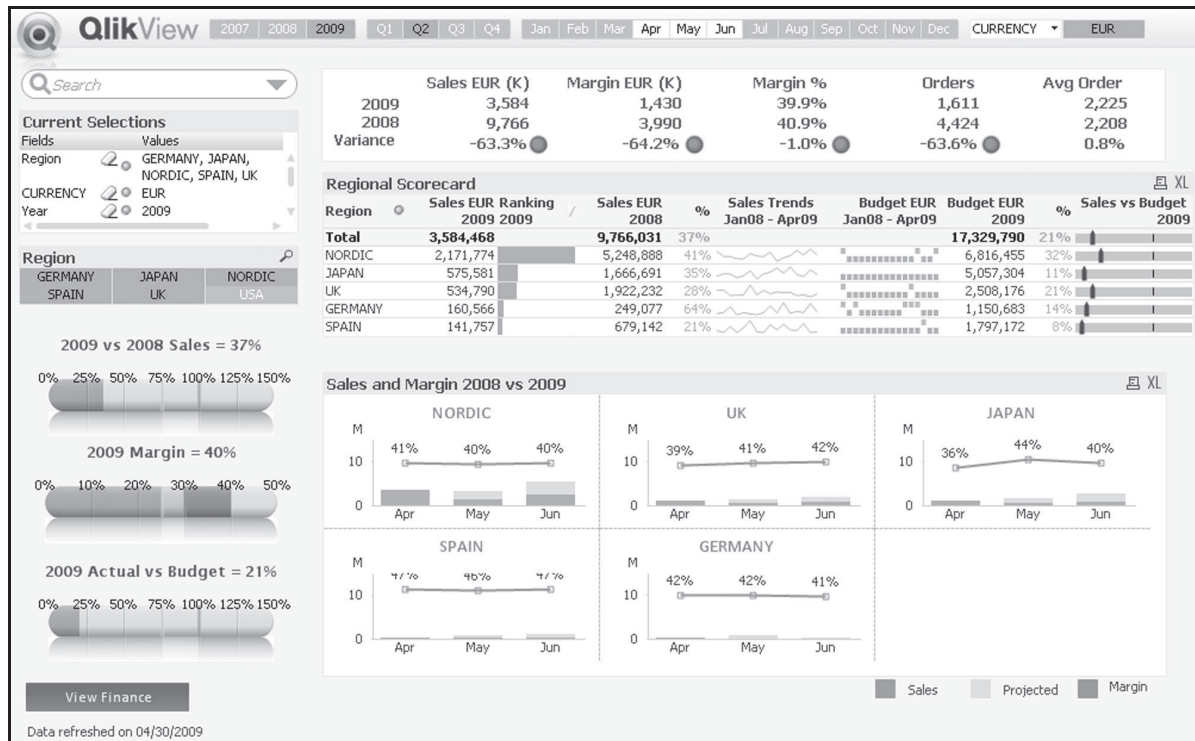 QlikView 2007 2008 2009 Q1 Q2 Q3 Q4 Jan Feb Mar Apr May Jun Jul Aug Sep Oct Nov Dec CURRENCY EUR
Search
Current Selections
Fields Values
Region GERMANY, JAPAN,
NORDIC, SPAIN, UK
CURRENCY EUR
Year 2009
Region
GERMANY JAPAN NORDIC
SPAIN UK USA
2009 vs 2008 Sales = 37%
0% 25% 50% 75% 100% 125% 150%
2009 Margin = 40%
0% 10% 20% 30% 40% 50%
2009 Actual vs Budget = 21%
0% 25% 50% 75% 100% 125% 150%
View Finance
Data refreshed on 04/30/2009
Sales EUR (K) Margin EUR (K) Margin % Orders Avg Order
2009 3,584 1,430 39.9% 1,611 2,225
2008 9,766 3,990 40.9% 4,424 2,208
Variance -63.3% -64.2% -1.0% -63.6% 0.8%
Regional Scorecard XL
Region Sales EUR Ranking Sales EUR % Sales Trends Budget EUR Budget EUR % Sales vs Budget
2009 2009 2008 Jan08 - Apr09 Jan08 - Apr09 2009 2009
Total 3,584,468 9,766,031 37% 17,329,790 21%
NORDIC 2,171,774 5,248,888 41% 6,816,455 32%
JAPAN 575,581 1,666,691 35% 5,057,304 11%
UK 534,790 1,922,232 28% 2,508,176 21%
GERMANY 160,566 249,077 64% 1,150,683 14%
SPAIN 141,757 679,142 21% 1,797,172 8%
Sales and Margin 2008 vs 2009 XL
NORDIC UK JAPAN
M M M
41% 40% 40% 39% 41% 42% 36% 44% 40%
10 10 10
0 0 0
Apr May Jun Apr May Jun Apr May Jun
SPAIN GERMANY
M M
47% 46% 47% 42% 42% 41%
10 10
0 0
Apr May Jun Apr May Jun
Sales Projected Margin